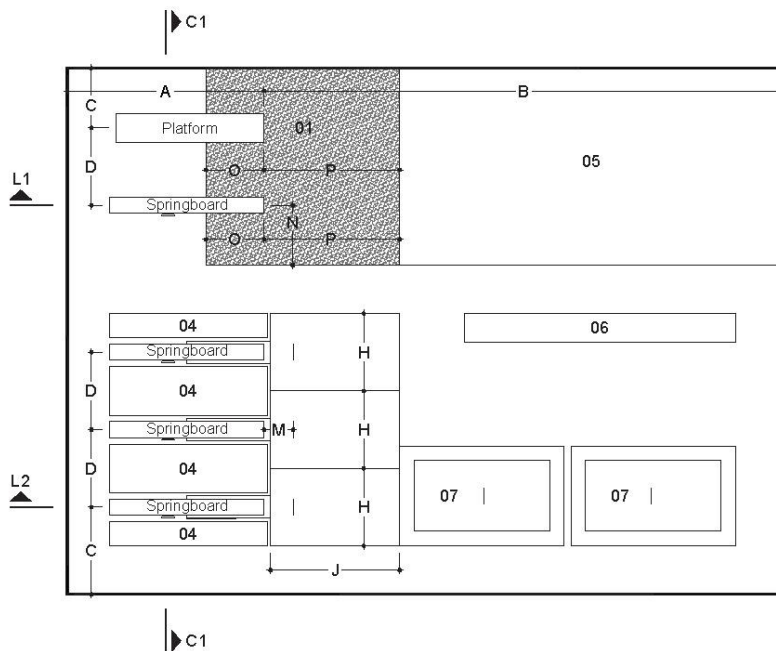 C1
A
B
C
Platform
01
O
P
D
05
L1
Springboard
N
O
P
04
06
Springboard
H
D
04
Springboard
M
H
D
04
07
07
L2
Springboard
H
04
C
J
C1